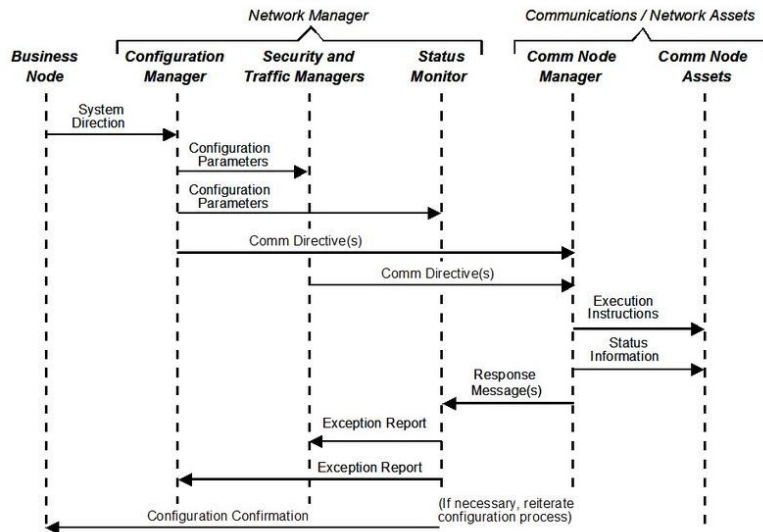 Network Manager
Communications / Network Assets
Business
Node
Configuration
Manager
Security and
Traffic Managers
Status
Monitor
Comm Node
Manager
Comm Node
Assets
System
Direction
Configuration
Parameters
Configuration
Parameters
Comm Directive(s)
Comm Directive(s)
Execution
Instructions
Status
Information
Response
Message(s)
Exception Report
Exception Report
Configuration Confirmation
(If necessary, reiterate
configuration process)